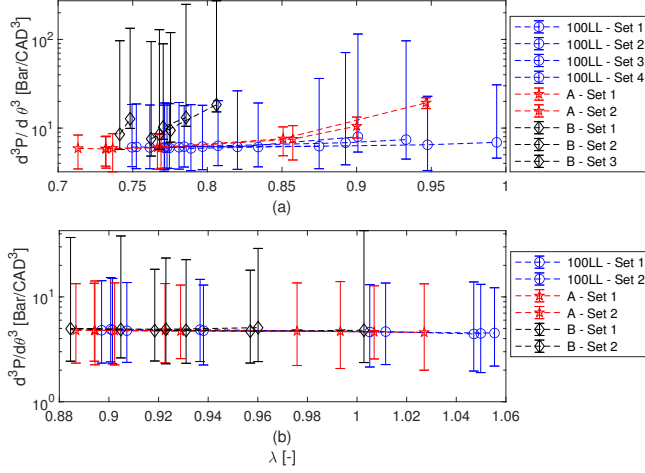 d³P/ d θ³ [Bar/CAD³]
10²
10¹
0.7 0.75 0.8 0.85 0.9 0.95 1
(a)
100LL - Set 1
100LL - Set 2
100LL - Set 3
100LL - Set 4
A - Set 1
A - Set 2
B - Set 1
B - Set 2
B - Set 3
d³P/dθ³ [Bar/CAD³]
10¹
10⁰
0.88 0.9 0.92 0.94 0.96 0.98 1 1.02 1.04 1.06
(b)
λ [-]
100LL - Set 1
100LL - Set 2
A - Set 1
A - Set 2
B - Set 1
B - Set 2